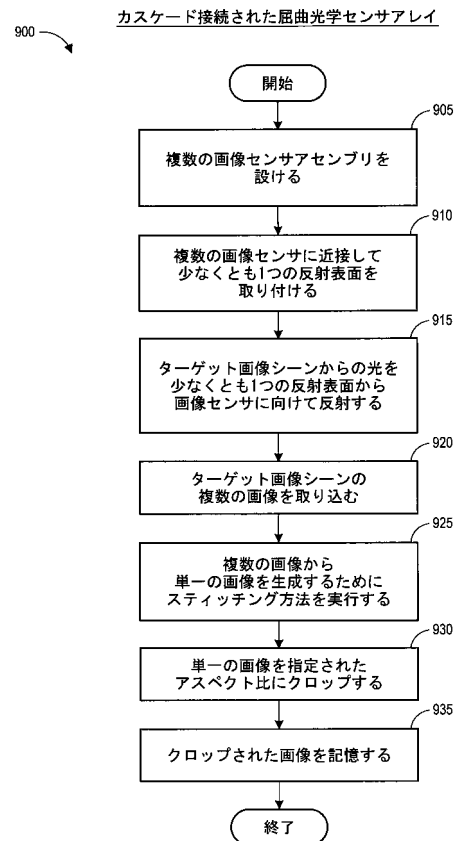 カスケード接続された屈曲光学センサアレイ
900
開始
905
複数の画像センサアセンブリを
設ける
910
複数の画像センサに近接して
少なくとも1つの反射表面を
取り付ける
915
ターゲット画像シーンからの光を
少なくとも1つの反射表面から
画像センサに向けて反射する
920
ターゲット画像シーンの
複数の画像を取り込む
925
複数の画像から
単一の画像を生成するために
スティッチング方法を実行する
930
単一の画像を指定された
アスペクト比にクロップする
935
クロップされた画像を記憶する
終了